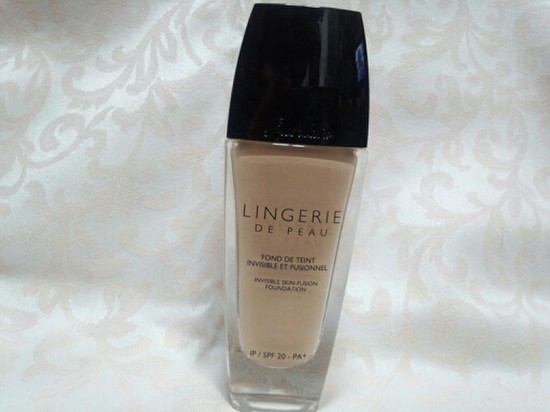 LINGERIE
DE PEAU
FOND DE TEINT
INVISIBLE ET FUSIONNEL
INVISIBLE SKIN-FUSION
FOUNDATION
IP / SPF 20 - PA+